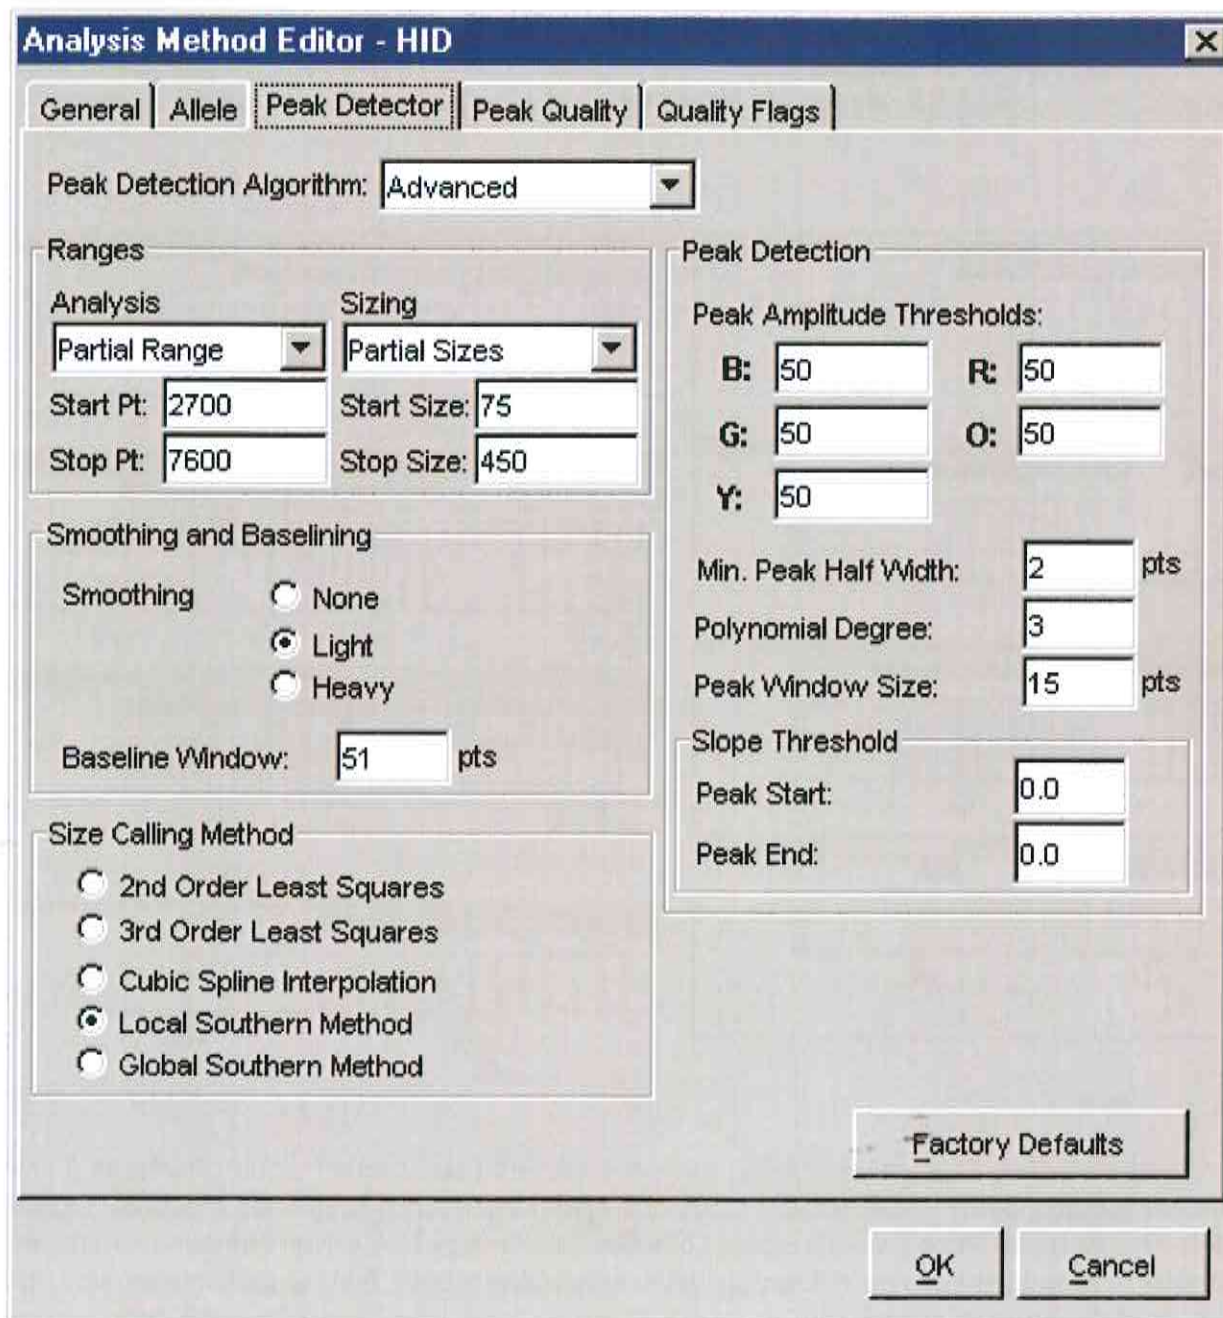 Analysis Method Editor - HID
General Allele Peak Detector Peak Quality Quality Flags
Peak Detection Algorithm: Advanced
Ranges
Analysis Sizing
Partial Range Partial Sizes
Start Pt: 2700 Start Size: 75
Stop Pt: 7600 Stop Size: 450
Smoothing and Baselining
Smoothing None
Light
Heavy
Baseline Window: 51 pts
Size Calling Method
2nd Order Least Squares
3rd Order Least Squares
Cubic Spline Interpolation
Local Southern Method
Global Southern Method
Peak Detection
Peak Amplitude Thresholds:
B: 50 R: 50
G: 50 O: 50
Y: 50
Min. Peak Half Width: 2 pts
Polynomial Degree: 3
Peak Window Size: 15 pts
Slope Threshold
Peak Start: 0.0
Peak End: 0.0
Factory Defaults
OK Cancel